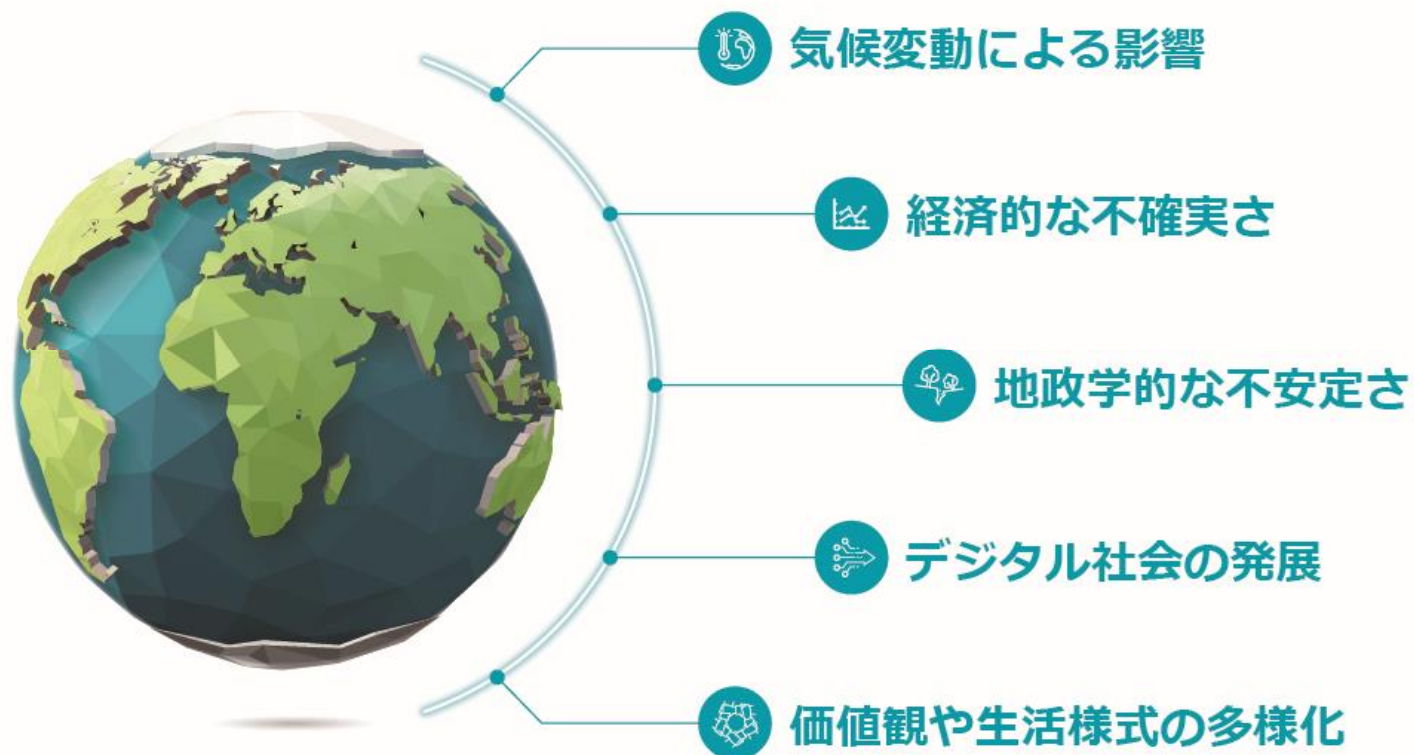 気候変動による影響
経済的な不確実さ
地政学的な不安定さ
デジタル社会の発展
価値観や生活様式の多様化